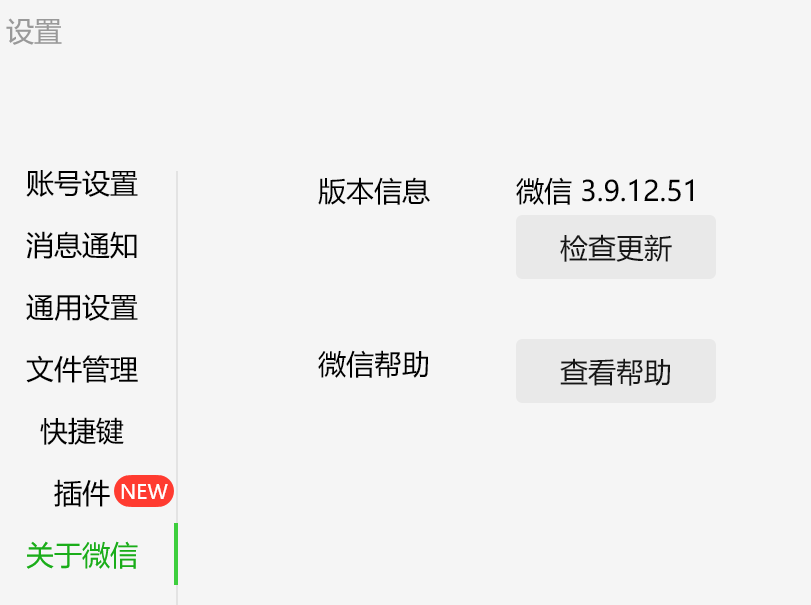 设置
账号设置
消息通知
通用设置
文件管理
快捷键
插件 NEW
关于微信
版本信息 微信 3.9.12.51
检查更新
微信帮助 查看帮助